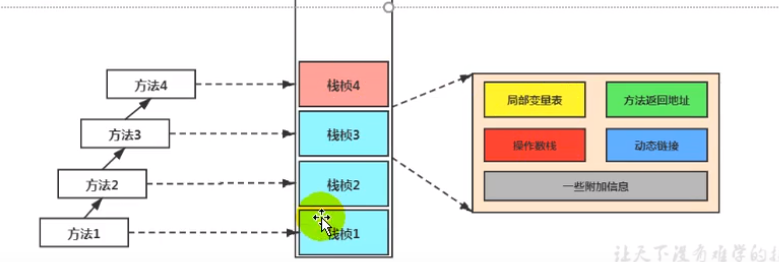 方法4
栈桢4
方法3
栈桢3
方法2
栈桢2
方法1
栈桢1
局部变量表
方法返回地址
操作数栈
动态链接
一些附加信息
让天下没有难学的技